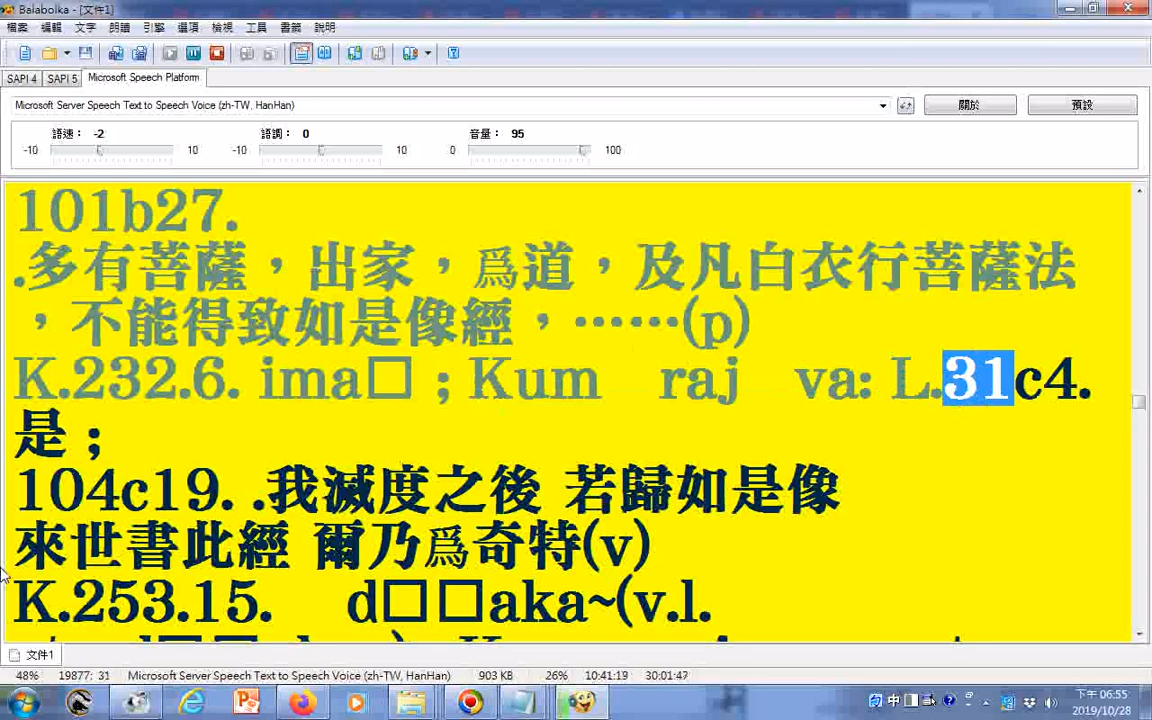 Balabolka - [文件1]
檔案 編輯 文字 朗讀 引擎 選項 檢視 工具 書籤 說明
SAPI 4 SAPI 5 Microsoft Speech Platform
Microsoft Server Speech Text to Speech Voice (zh-TW, HanHan) 關於 預設
語速： -2 語調： 0 音量： 95
-10 10 -10 10 0 100
101b27.
.多有菩薩，出家，爲道，及凡白衣行菩薩法
，不能得致如是像經，……(p)
K.232.6. ima□ ; Kum raj va: L.31c4.
是；
104c19. .我滅度之後 若歸如是像
來世書此經 爾乃爲奇特(v)
K.253.15. d□□aka~(v.l.
文件1
48% 19877: 31 Microsoft Server Speech Text to Speech Voice (zh-TW, HanHan) 903 KB 26% 10:41:19 30:01:47
中 下午 06:55
2019/10/28